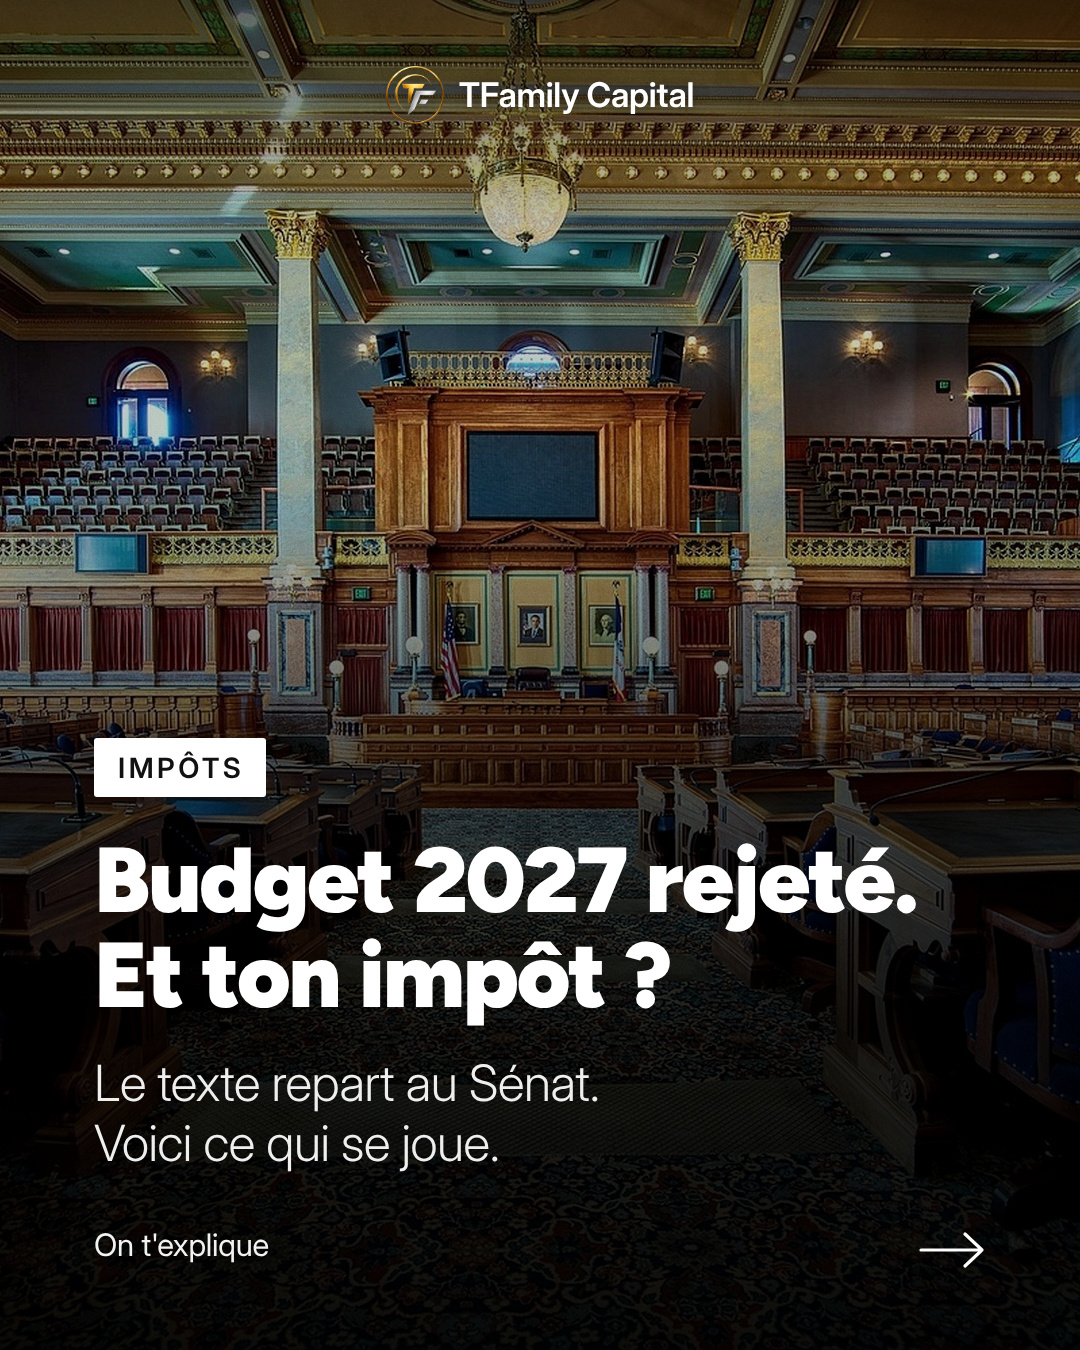 TFamily Capital
IMPÔTS
Budget 2027 rejeté.
Et ton impôt ?
Le texte repart au Sénat.
Voici ce qui se joue.
On t'explique